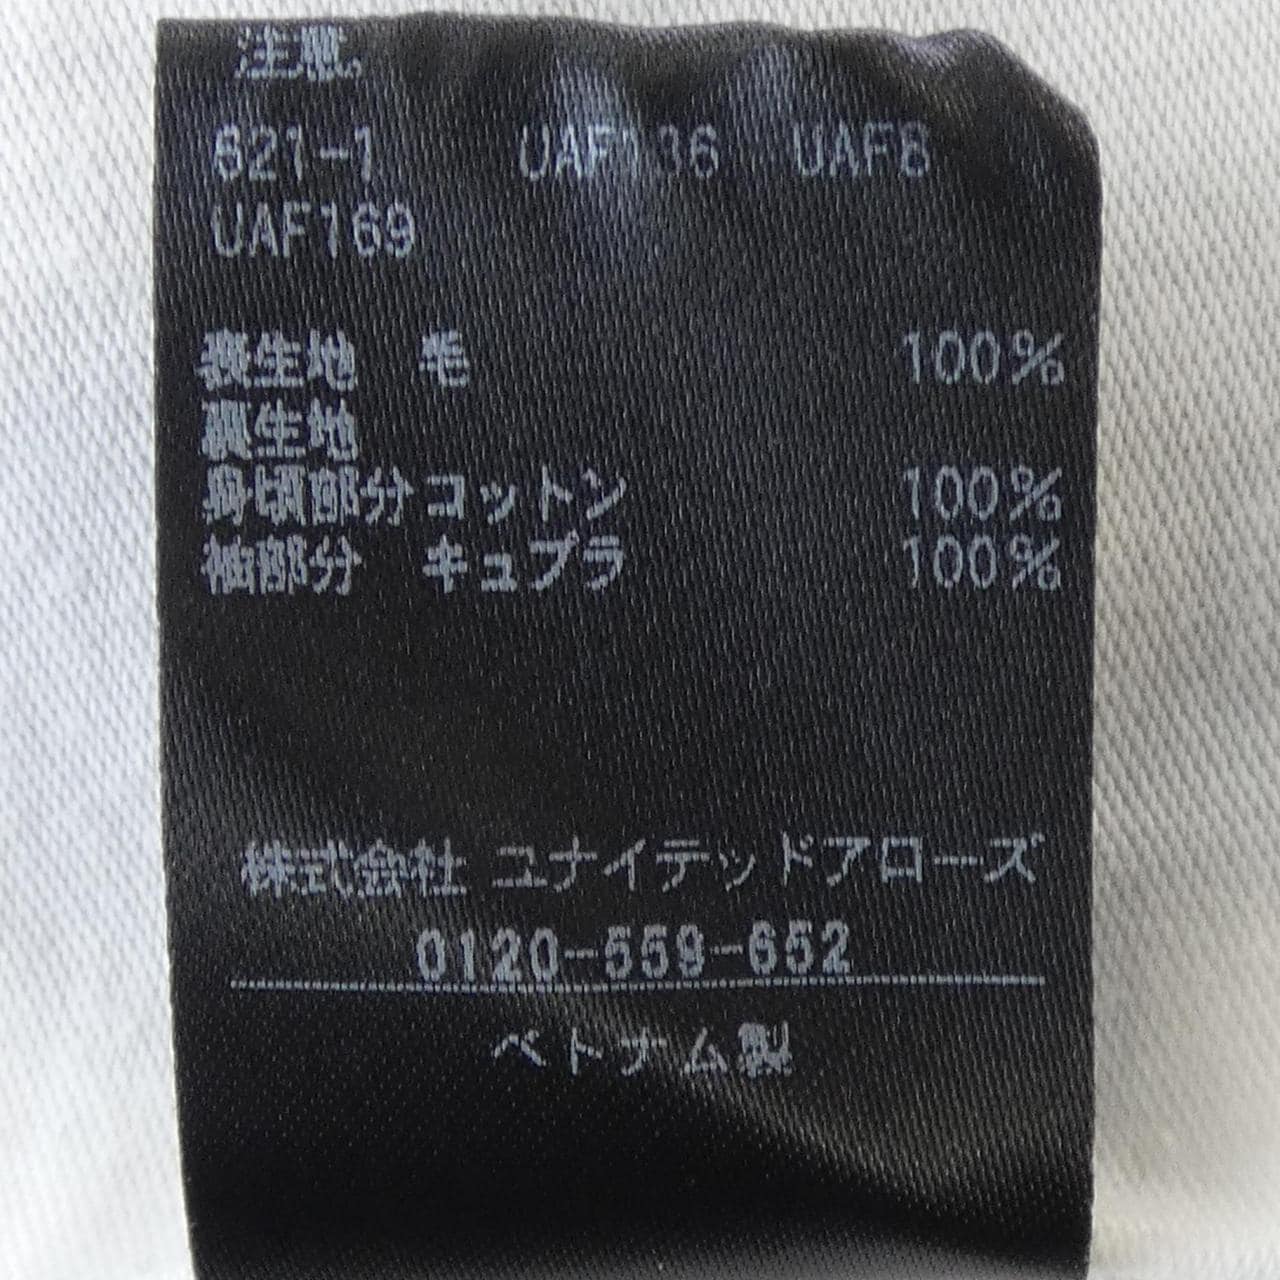 注意。
621-1 UAF136 UAF8
UAF169
表生地 毛 100%
裏生地
身頃部分 コットン 100%
袖部分 キュプラ 100%
株式会社 ユナイテッドアローズ
0120-559-652
ベトナム製